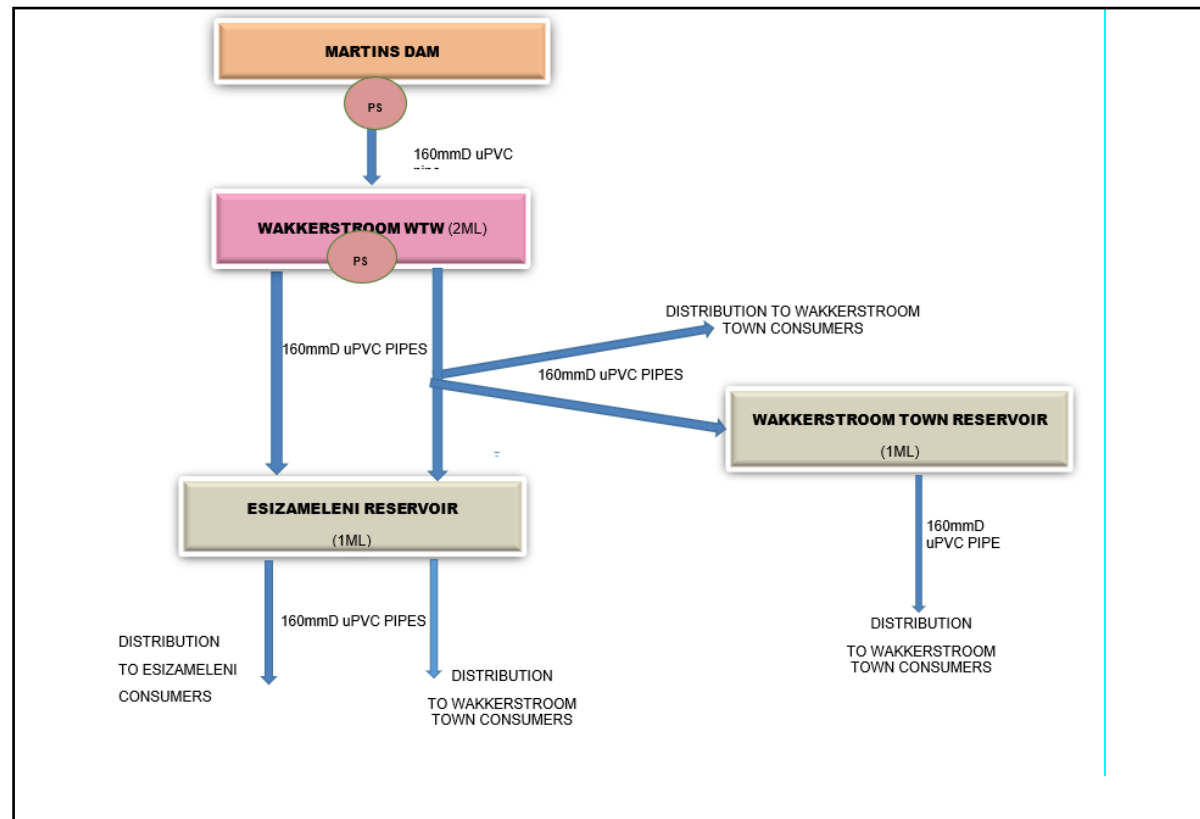 MARTINS DAM
PS
160mmD uPVC
WAKKERSTROOM WTW (2ML)
PS
DISTRIBUTION TO WAKKERSTROOM
TOWN CONSUMERS
160mmD uPVC PIPES
160mmD uPVC PIPES
WAKKERSTROOM TOWN RESERVOIR
(1ML)
ESIZAMELENI RESERVOIR
(1ML)
160mmD
uPVC PIPE
160mmD uPVC PIPES
DISTRIBUTION
TO ESIZAMELENI
CONSUMERS
DISTRIBUTION
TO WAKKERSTROOM
TOWN CONSUMERS
DISTRIBUTION
TO WAKKERSTROOM
TOWN CONSUMERS